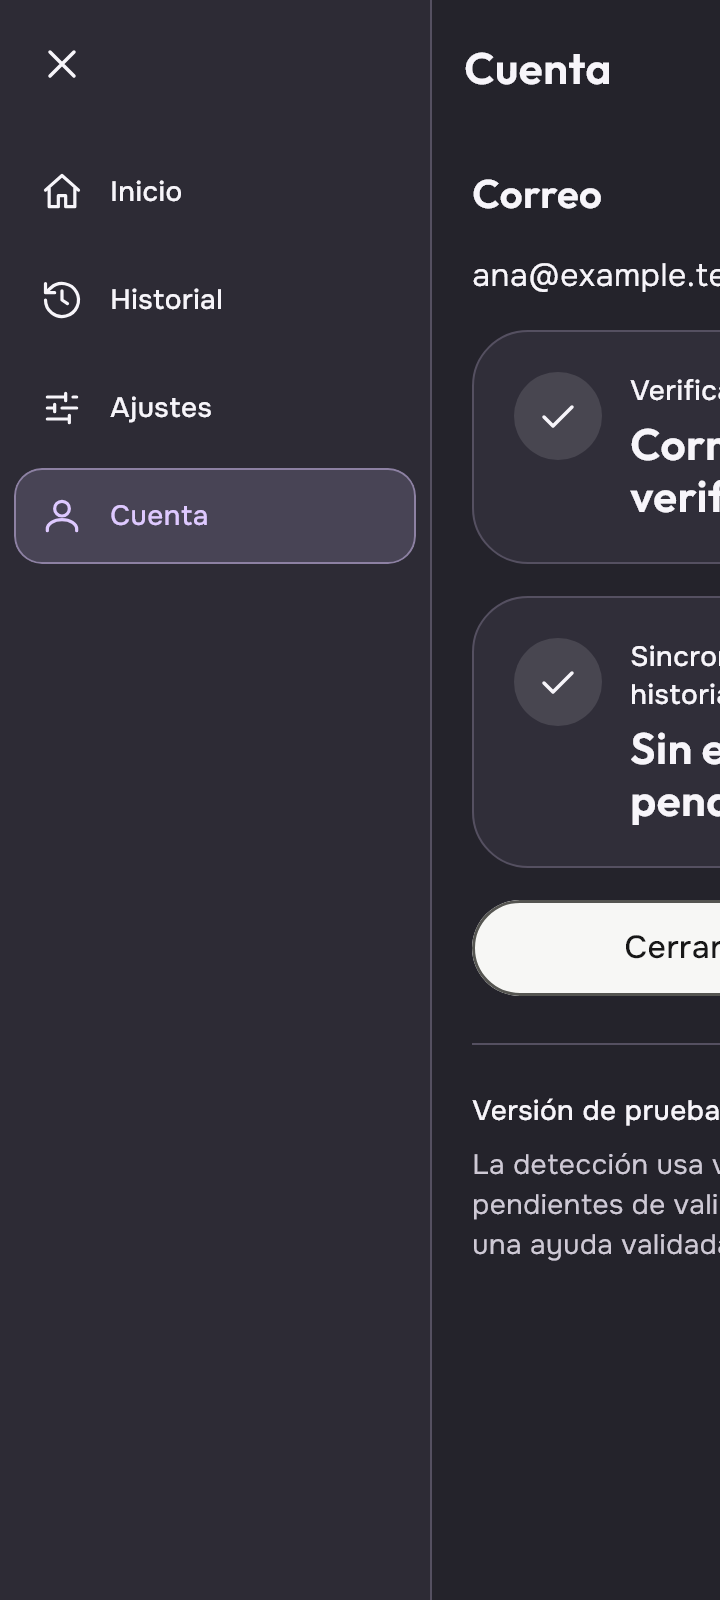 Inicio
Historial
Ajustes
Cuenta
Cuenta
Correo
ana@example.te
Verifica
Corr
verif
Sincron
historia
Sin e
pend
Cerrar
Versión de prueba
La detección usa v
pendientes de vali
una ayuda validada